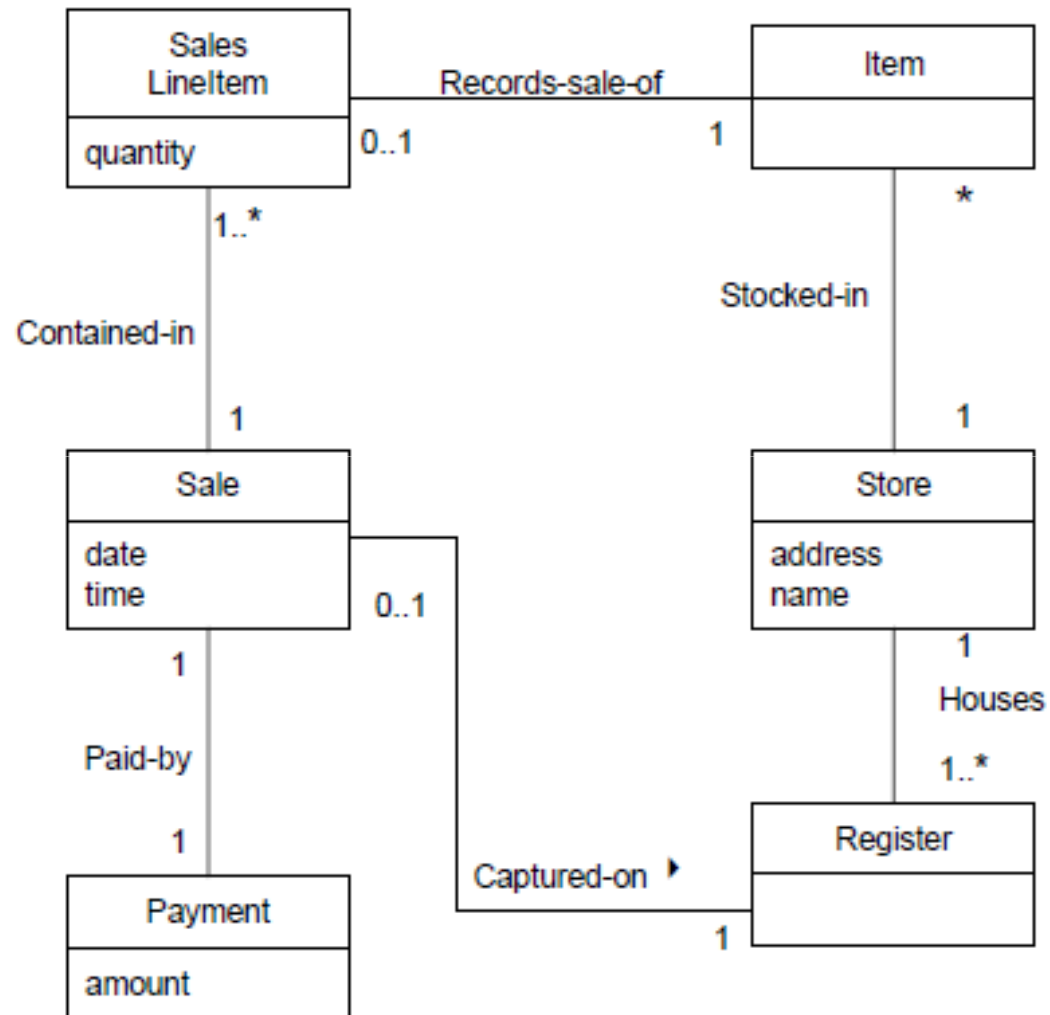 Sales
LineItem
quantity
Records-sale-of
0..1
1
Item
1..*
*
Contained-in
Stocked-in
1
1
Sale
date
time
Store
address
name
0..1
1
1
Houses
Paid-by
1..*
1
Register
Captured-on
1
Payment
amount